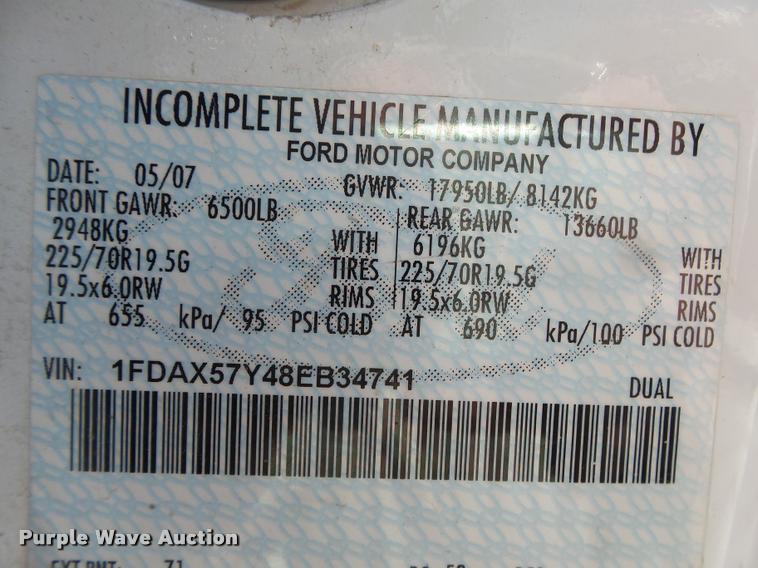 INCOMPLETE VEHICLE MANUFACTURED BY
FORD MOTOR COMPANY
DATE: 05/07 GVWR: 17950LB/ 8142KG
FRONT GAWR: 6500LB REAR GAWR: 13660LB
2948KG WITH 6196KG WITH
225/70R19.5G TIRES 225/70R19.5G TIRES
19.5x6.0RW RIMS 19.5x6.0RW RIMS
AT 655 kPa/ 95 PSI COLD AT 690 kPa/100 PSI COLD
VIN: 1FDAX57Y48EB34741 DUAL
Purple Wave Auction
EXT PNT: 71